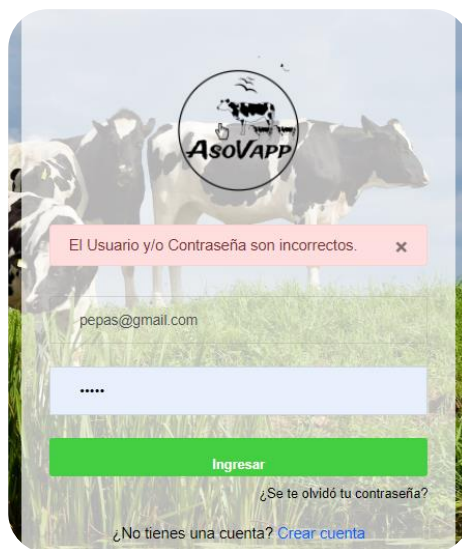 ASOVAPP
El Usuario y/o Contraseña son incorrectos. ×
pepas@gmail.com
•••••
Ingresar
¿Se te olvidó tu contraseña?
¿No tienes una cuenta? Crear cuenta